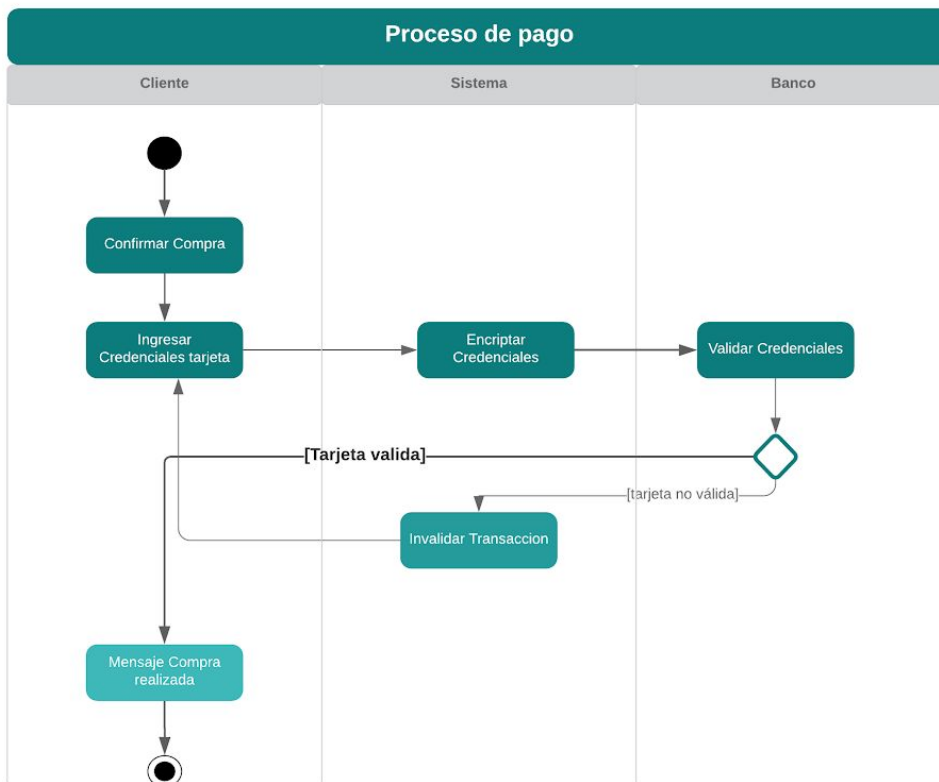 Proceso de pago
Cliente
Sistema
Banco
Confirmar Compra
Ingresar
Credenciales tarjeta
Encriptar
Credenciales
Validar Credenciales
[Tarjeta valida]
[tarjeta no válida]
Invalidar Transaccion
Mensaje Compra
realizada